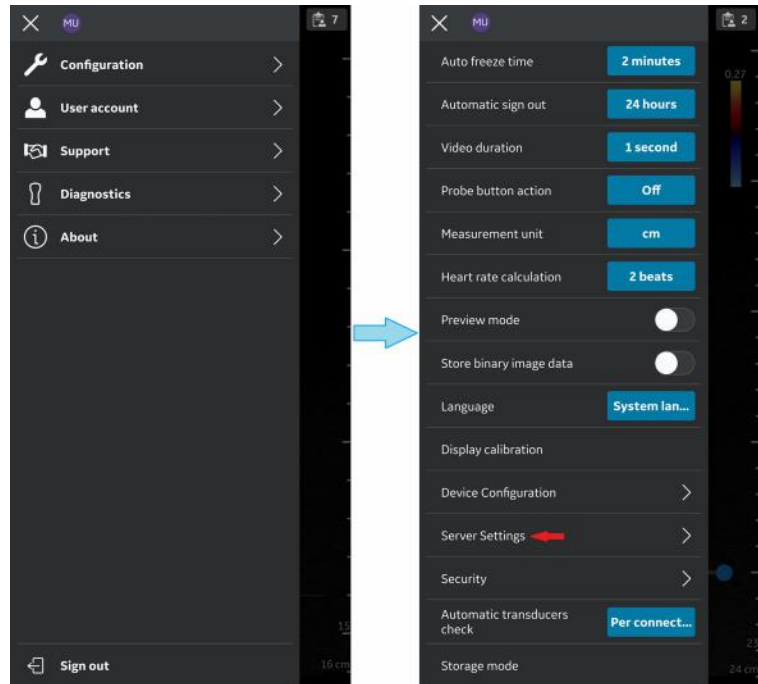 MU
7
Configuration
User account
Support
Diagnostics
About
15
Sign out
16 cm
MU
2
Auto freeze time 2 minutes
0.27
Automatic sign out 24 hours
Video duration 1 second
Probe button action Off
Measurement unit cm
Heart rate calculation 2 beats
Preview mode
Store binary image data
Language System lan...
Display calibration
Device Configuration
Server Settings
Security
Automatic transducers
check
Per connect...
23
Storage mode
24 cm